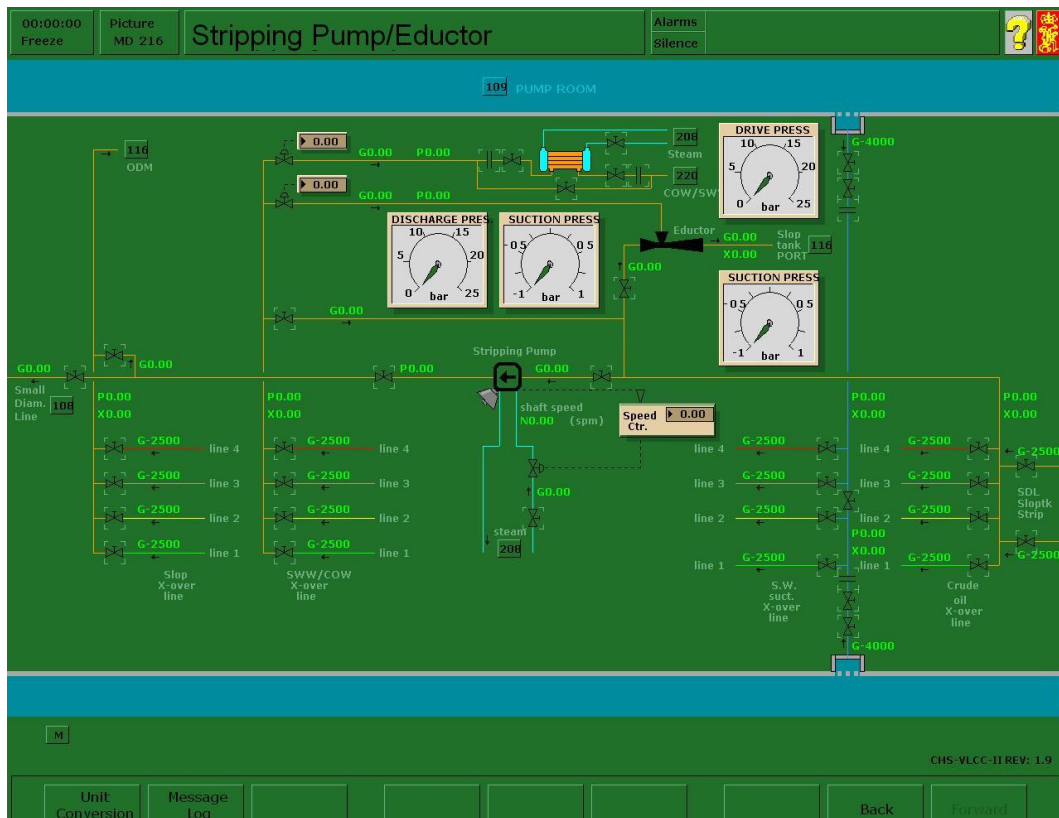 00:00:00
Freeze
Picture
MD 216
Stripping Pump/Eductor
Alarms
Silence
?
109 PUMP ROOM
116
ODM
0.00
G0.00 P0.00
208
Steam
220
COW/SW
0.00
G0.00 P0.00
DRIVE PRESS
0 5 10 15 20 25
bar
G-4000
DISCHARGE PRES
0 5 10 15 20 25
bar
SUCTION PRESS
-1 0 5 0 0 5 1
bar
Eductor
G0.00
X0.00
Slop
tank
PORT
116
G0.00
SUCTION PRESS
-1 0 5 0 0 5 1
bar
G0.00
Stripping Pump
G0.00
G0.00
P0.00
G0.00
Small
Diam.
Line
108
P0.00
X0.00
P0.00
X0.00
shaft speed
N0.00 (spm)
Speed
Ctr.
0.00
P0.00
X0.00
P0.00
X0.00
G-2500 line 4
G-2500 line 3
G-2500 line 2
G-2500 line 1
Slop
X-over
line
G-2500 line 4
G-2500 line 3
G-2500 line 2
G-2500 line 1
SWW/COW
X-over
line
G0.00
steam
208
line 4 G-2500
line 3 G-2500
line 2 G-2500
line 1 G-2500
P0.00
X0.00
S.W.
suct.
X-over
line
line 4 G-2500
line 3 G-2500
line 2 G-2500
line 1 G-2500
Crude
oil
X-over
line
G-2500
SDL
Sloptk
Strip
G-2500
G-4000
M
CHS-VLCC-II REV: 1.9
Unit
Conversion
Message
Log
Back
Forward